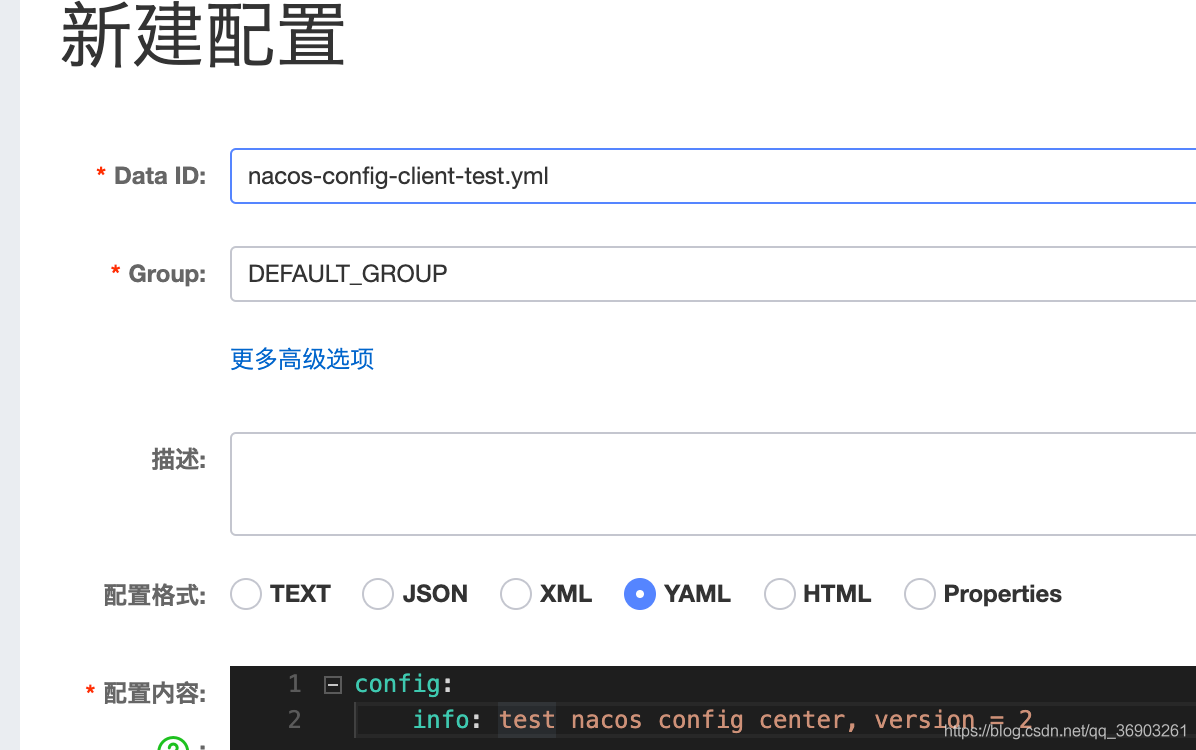 新建配置
* Data ID: nacos-config-client-test.yml
* Group: DEFAULT_GROUP
更多高级选项
描述:
配置格式: TEXT JSON XML YAML HTML Properties
* 配置内容: 1 config:
2 info: test nacos config center, version = 2
? :
https://blog.csdn.net/qq_36903261